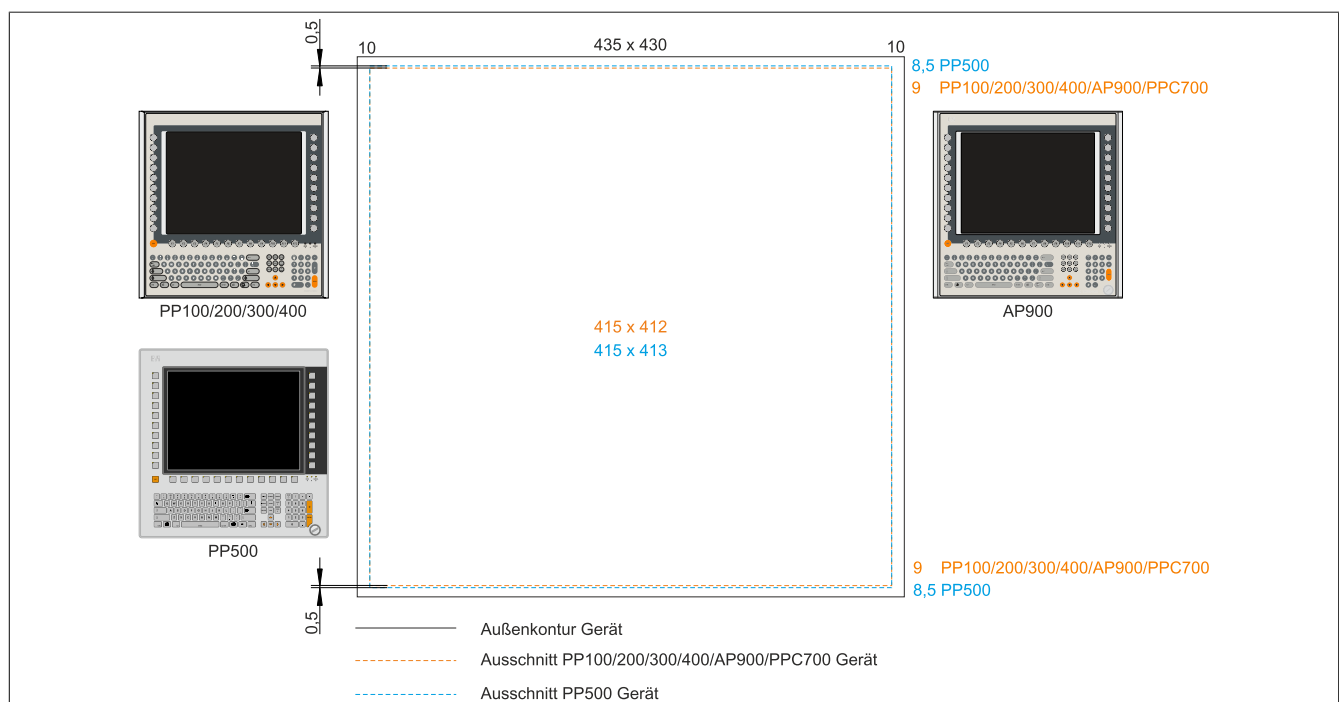 0,5
10
435 x 430
10
8,5 PP500
9 PP100/200/300/400/AP900/PPC700
PP100/200/300/400
AP900
415 x 412
415 x 413
PP500
9 PP100/200/300/400/AP900/PPC700
8,5 PP500
0,5
Außenkontur Gerät
Ausschnitt PP100/200/300/400/AP900/PPC700 Gerät
Ausschnitt PP500 Gerät